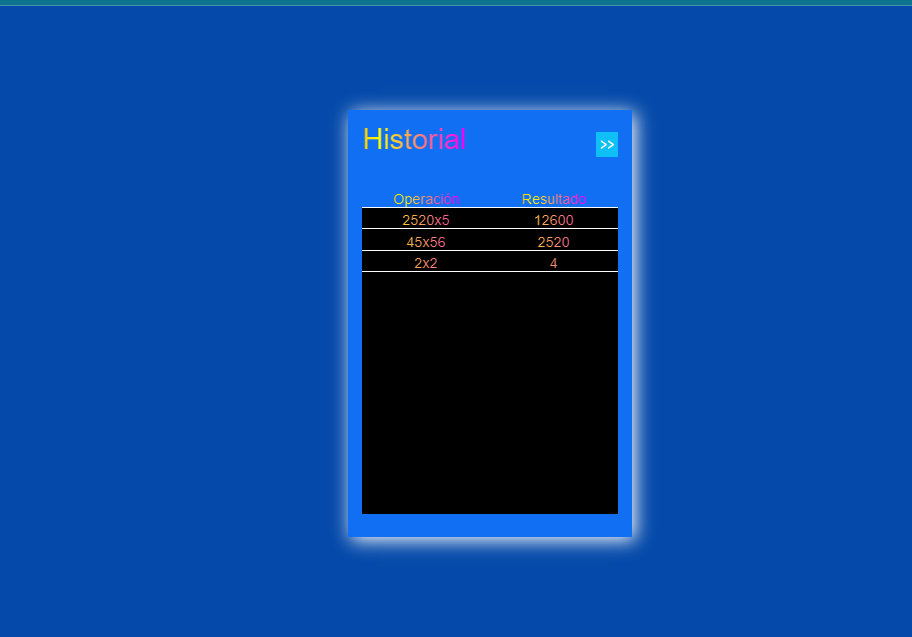 Historial
>>
Operación Resultado
2520x5 12600
45x56 2520
2x2 4